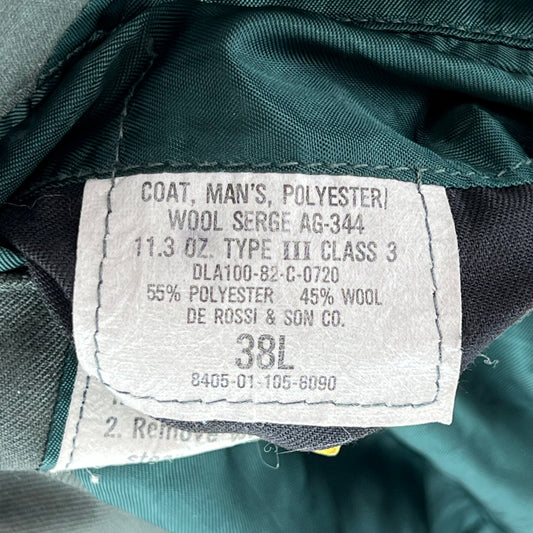 COAT, MAN'S, POLYESTER/
WOOL SERGE AG-344
11.3 OZ. TYPE III CLASS 3
DLA100-82-C-0720
55% POLYESTER 45% WOOL
DE ROSSI & SON CO.
38L
8405-01-105-6090
1.
2. Remove